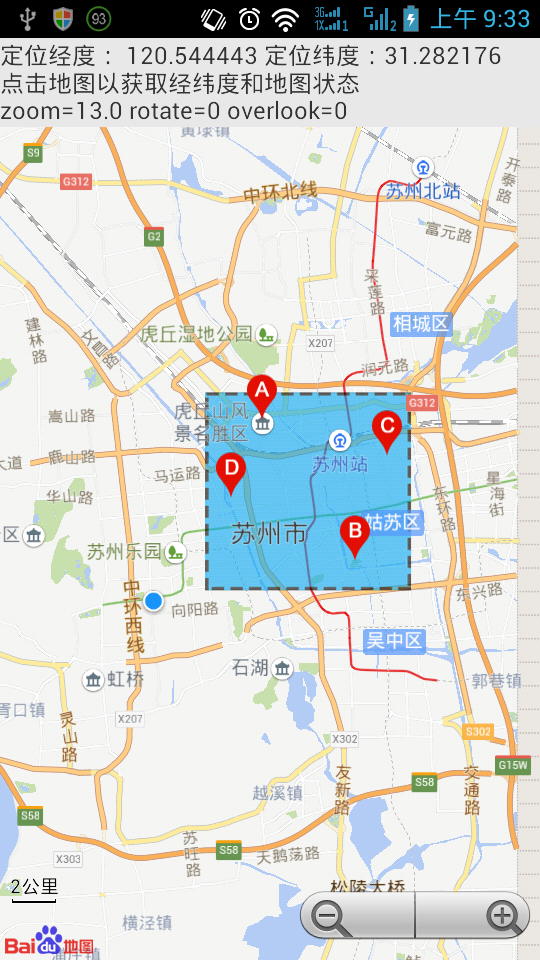 93
3G
1X
1
G
2
上午 9:33
定位经度： 120.544443 定位纬度：31.282176
点击地图以获取经纬度和地图状态
zoom=13.0 rotate=0 overlook=0
黄埭镇
S9
G312
中环北线
苏州北站
开泰路
G2
富元路
采莲路
相城区
建林路
文昌路
虎丘湿地公园
X207
润元路
A
G312
嵩山路
虎丘山风
景名胜区
C
大道
鹿山路
D
苏州站
马运路
华山路
星海街
东环路
B
姑苏区
区
苏州市
苏州乐园
中环西线
向阳路
东兴路
吴中区
石湖
虹桥
郭巷镇
胥口镇
灵山路
X207
S302
X302
G15W
友新路
交通路
S58
越溪镇
S58
苏旺路
S58
天鹅荡路
X303
2公里
松陵大桥
横泾镇
Baidu地图